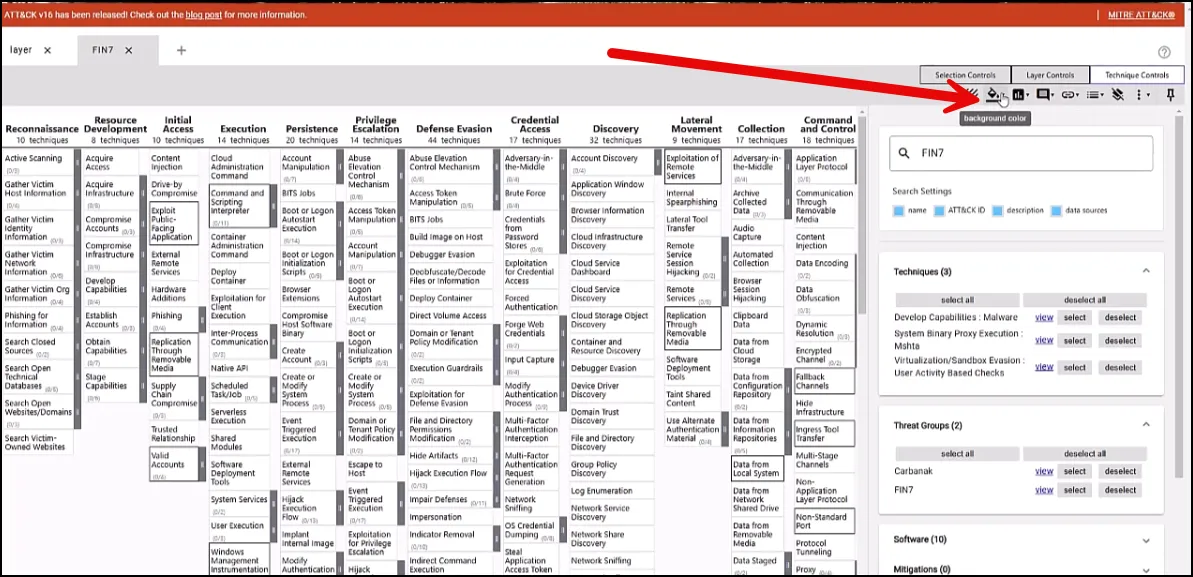 ATT&CK v16 has been released! Check out the blog post for more information.
MITRE ATT&CK®
layer
FIN7
Selection Controls
Layer Controls
Technique Controls
background color
Reconnaissance
10 techniques
Active Scanning
(0/3)
Gather Victim
Host Information
(0/4)
Gather Victim
Identity
Information (0/3)
Gather Victim
Network
Information (0/6)
Gather Victim Org
Information (0/4)
Phishing for
Information (0/4)
Search Closed
Sources (0/2)
Search Open
Technical
Databases (0/5)
Search Open
Websites/Domains
(0/3)
Search Victim-
Owned Websites
Resource
Development
8 techniques
Acquire
Access
Acquire
Infrastructure
(0/8)
Compromise
Accounts (0/3)
Compromise
Infrastructure
Develop
Capabilities
(0/4)
Establish
Accounts (0/3)
Obtain
Capabilities
(0/7)
Stage
Capabilities
Initial
Access
10 techniques
Content
Injection
Drive-by
Compromise
Exploit
Public-
Facing
Application
External
Remote
Services
Hardware
Additions
Phishing
(0/4)
Replication
Through
Removable
Media
Supply
Chain
Compromise
(0/3)
Trusted
Relationship
Valid
Accounts
(0/4)
Execution
14 techniques
Cloud
Administration
Command
Command and
Scripting
Interpreter
(0/11)
Container
Administration
Command
Deploy
Container
Exploitation for
Client
Execution
Inter-Process
Communication
(0/3)
Native API
Scheduled
Task/Job (0/5)
Serverless
Execution
Shared
Modules
Software
Deployment
Tools
System Services
(0/2)
User Execution
(0/3)
Windows
Management
Instrumentation
Persistence
20 techniques
Account
Manipulation
(0/7)
BITS Jobs
Boot or Logon
Autostart
Execution
(0/14)
Boot or Logon
Initialization
Scripts (0/5)
Browser
Extensions
Compromise
Host Software
Binary
Create
Account (0/3)
Create or
Modify
System
Process (0/5)
Event
Triggered
Execution
(0/17)
External
Remote
Services
Hijack
Execution
Flow (0/13)
Implant
Internal Image
Modify
Authentication
Privilege
Escalation
14 techniques
Abuse
Elevation
Control
Mechanism
(0/6)
Access Token
Manipulation
(0/5)
Account
Manipulation
(0/7)
Boot or
Logon
Autostart
Execution
(0/14)
Boot or
Logon
Initialization
Scripts (0/5)
Create or
Modify
System
Process (0/5)
Domain or
Tenant Policy
Modification
(0/2)
Escape to
Host
Event
Triggered
Execution
(0/17)
Exploitation
for Privilege
Escalation
Hijack
Defense Evasion
44 techniques
Abuse Elevation
Control Mechanism
(0/6)
Access Token
Manipulation
(0/5)
BITS Jobs
Build Image on Host
Debugger Evasion
Deobfuscate/Decode
Files or Information
Deploy Container
Direct Volume Access
Domain or Tenant
Policy Modification
(0/2)
Execution Guardrails
(0/2)
Exploitation for
Defense Evasion
File and Directory
Permissions
Modification (0/2)
Hide Artifacts (0/12)
Hijack Execution Flow
(0/13)
Impair Defenses (0/11)
Impersonation
Indicator Removal
(0/10)
Indirect Command
Execution
Credential
Access
17 techniques
Adversary-in-
the-Middle (0/4)
Brute Force
(0/4)
Credentials
from
Password
Stores (0/6)
Exploitation
for Credential
Access
Forced
Authentication
Forge Web
Credentials
(0/2)
Input Capture
(0/4)
Modify
Authentication
Process (0/9)
Multi-Factor
Authentication
Interception
Multi-Factor
Authentication
Request
Generation
Network
Sniffing
OS Credential
Dumping (0/8)
Steal
Application
Access Token
Discovery
32 techniques
Account Discovery
(0/4)
Application Window
Discovery
Browser Information
Discovery
Cloud Infrastructure
Discovery
Cloud Service
Dashboard
Cloud Service
Discovery
Cloud Storage Object
Discovery
Container and
Resource Discovery
Debugger Evasion
Device Driver
Discovery
Domain Trust
Discovery
File and Directory
Discovery
Group Policy
Discovery
Log Enumeration
Network Service
Discovery
Network Share
Discovery
Network Sniffing
Lateral
Movement
9 techniques
Exploitation of
Remote
Services
Internal
Spearphishing
Lateral Tool
Transfer
Remote
Service
Session
Hijacking (0/2)
Remote
Services (0/8)
Replication
Through
Removable
Media
Software
Deployment
Tools
Taint Shared
Content
Use Alternate
Authentication
Material (0/4)
Collection
17 techniques
Adversary-in-
the-Middle
(0/4)
Archive
Collected
Data (0/3)
Audio
Capture
Automated
Collection
Browser
Session
Hijacking
Clipboard
Data
Data from
Cloud
Storage
Data from
Configuration
Repository
(0/2)
Data from
Information
Repositories
(0/5)
Data from
Local System
Data from
Network
Shared Drive
Data from
Removable
Media
Data Staged
(0/2)
Command
and Control
18 techniques
Application
Layer Protocol
(0/5)
Communication
Through
Removable
Media
Content
Injection
Data Encoding
(0/2)
Data
Obfuscation
Dynamic
Resolution (0/3)
Encrypted
Channel (0/2)
Fallback
Channels
Hide
Infrastructure
Ingress Tool
Transfer
Multi-Stage
Channels
Non-
Application
Layer Protocol
Non-Standard
Port
Protocol
Tunneling
Proxy (0/4)
FIN7
Search Settings
name ATT&CK ID description data sources
Techniques (3)
select all deselect all
Develop Capabilities : Malware view select deselect
System Binary Proxy Execution :
Mshta view select deselect
Virtualization/Sandbox Evasion :
User Activity Based Checks view select deselect
Threat Groups (2)
select all deselect all
Carbanak view select deselect
FIN7 view select deselect
Software (10)
Mitigations (0)